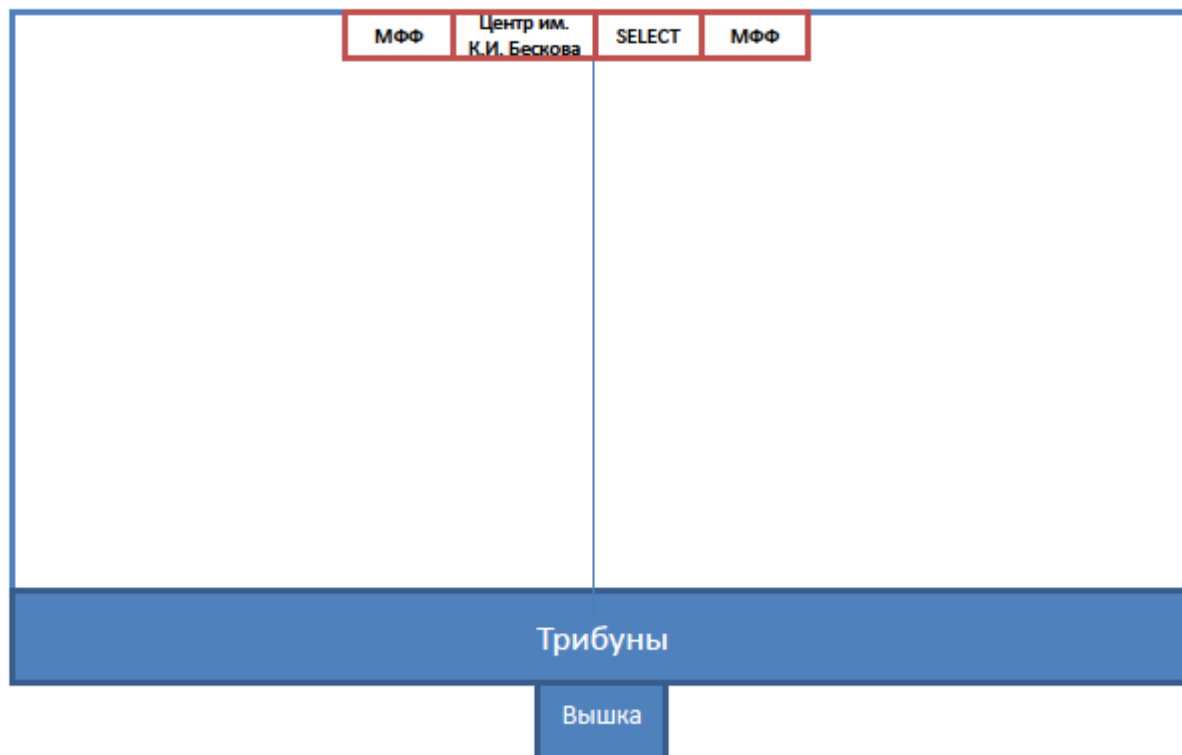 МФФ
Центр им.
К.И. Бескова
SELECT
МФФ
Трибуны
Вышка